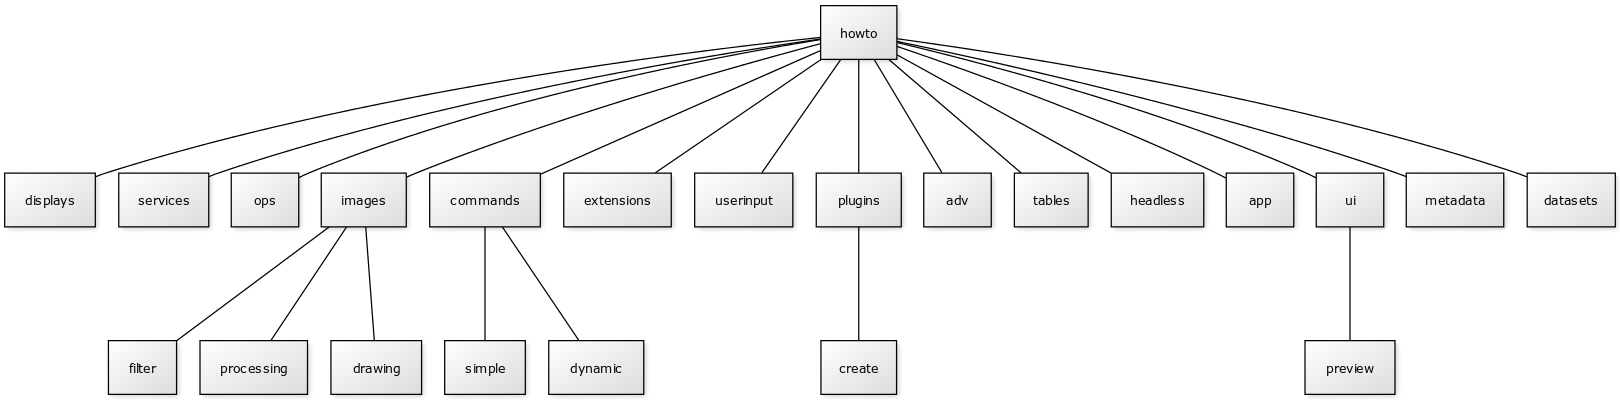 howto
displays
services
ops
images
commands
extensions
userinput
plugins
adv
tables
headless
app
ui
metadata
datasets
filter
processing
drawing
simple
dynamic
create
preview